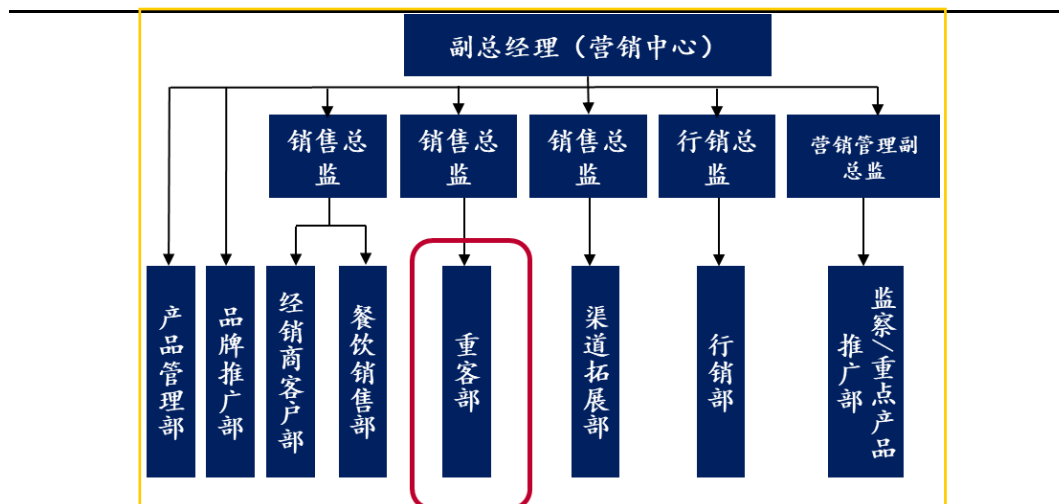 副总经理（营销中心）
销售总
监
销售总
监
销售总
监
行销总
监
营销管理副
总监
产品管理部
品牌推广部
经销商客户部
餐饮销售部
重客部
渠道拓展部
行销部
监察/重点产品
推广部